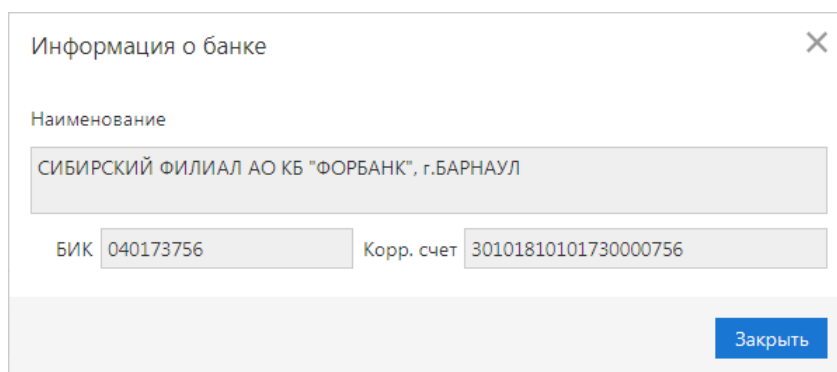 Информация о банке
Наименование
СИБИРСКИЙ ФИЛИАЛ АО КБ "ФОРБАНК", г.БАРНАУЛ
БИК 040173756 Корр. счет 30101810101730000756
Закрыть